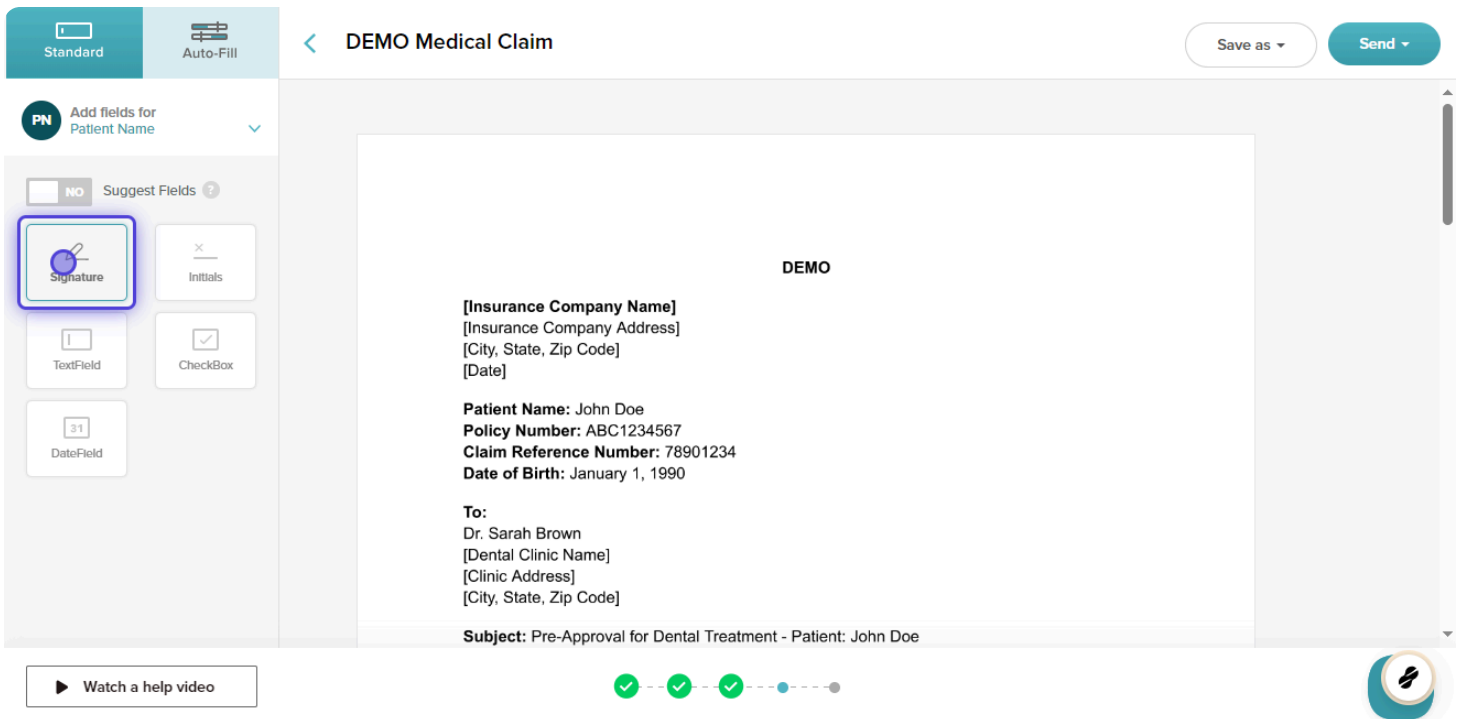 Standard
Auto-Fill
DEMO Medical Claim
Save as
Send
PN
Add fields for
Patient Name
NO
Suggest Fields ?
Signature
Initials
TextField
CheckBox
31
DateField
DEMO
[Insurance Company Name]
[Insurance Company Address]
[City, State, Zip Code]
[Date]
Patient Name: John Doe
Policy Number: ABC1234567
Claim Reference Number: 78901234
Date of Birth: January 1, 1990
To:
Dr. Sarah Brown
[Dental Clinic Name]
[Clinic Address]
[City, State, Zip Code]
Subject: Pre-Approval for Dental Treatment - Patient: John Doe
Watch a help video